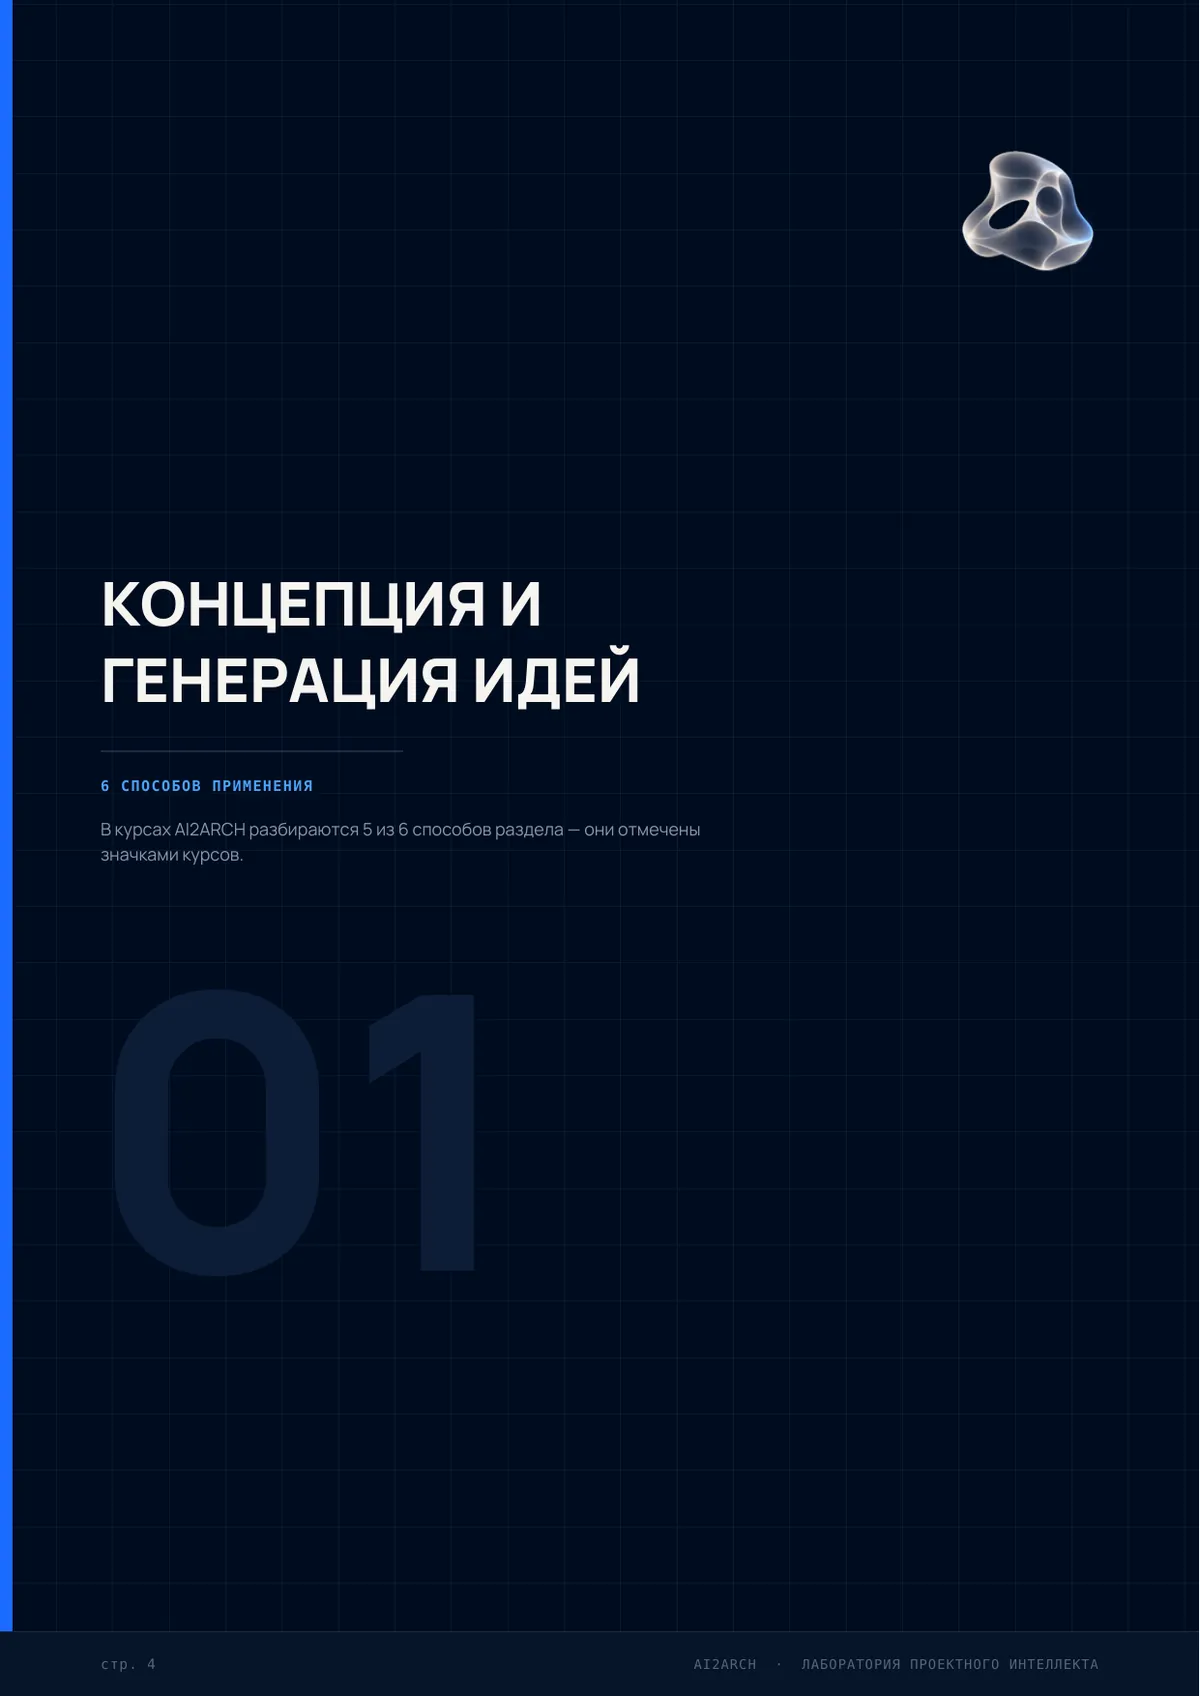 КОНЦЕПЦИЯ И
ГЕНЕРАЦИЯ ИДЕЙ
6 СПОСОБОВ ПРИМЕНЕНИЯ
В курсах AI2ARCH разбираются 5 из 6 способов раздела — они отмечены
значками курсов.
01
стр. 4
AI2ARCH · ЛАБОРАТОРИЯ ПРОЕКТНОГО ИНТЕЛЛЕКТА